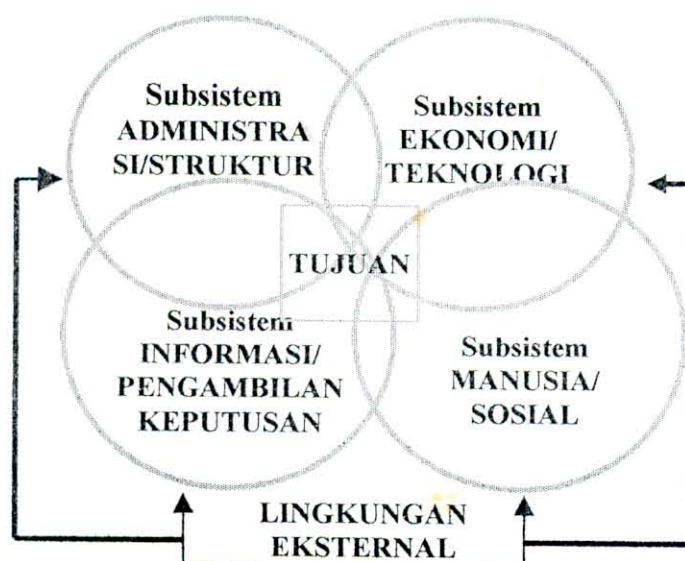 Subsistem
ADMINISTRA
SI/STRUKTUR
Subsistem
EKONOMI/
TEKNOLOGI
TUJUAN
Subsistem
INFORMASI/
PENGAMBILAN
KEPUTUSAN
Subsistem
MANUSIA/
SOSIAL
LINGKUNGAN
EKSTERNAL